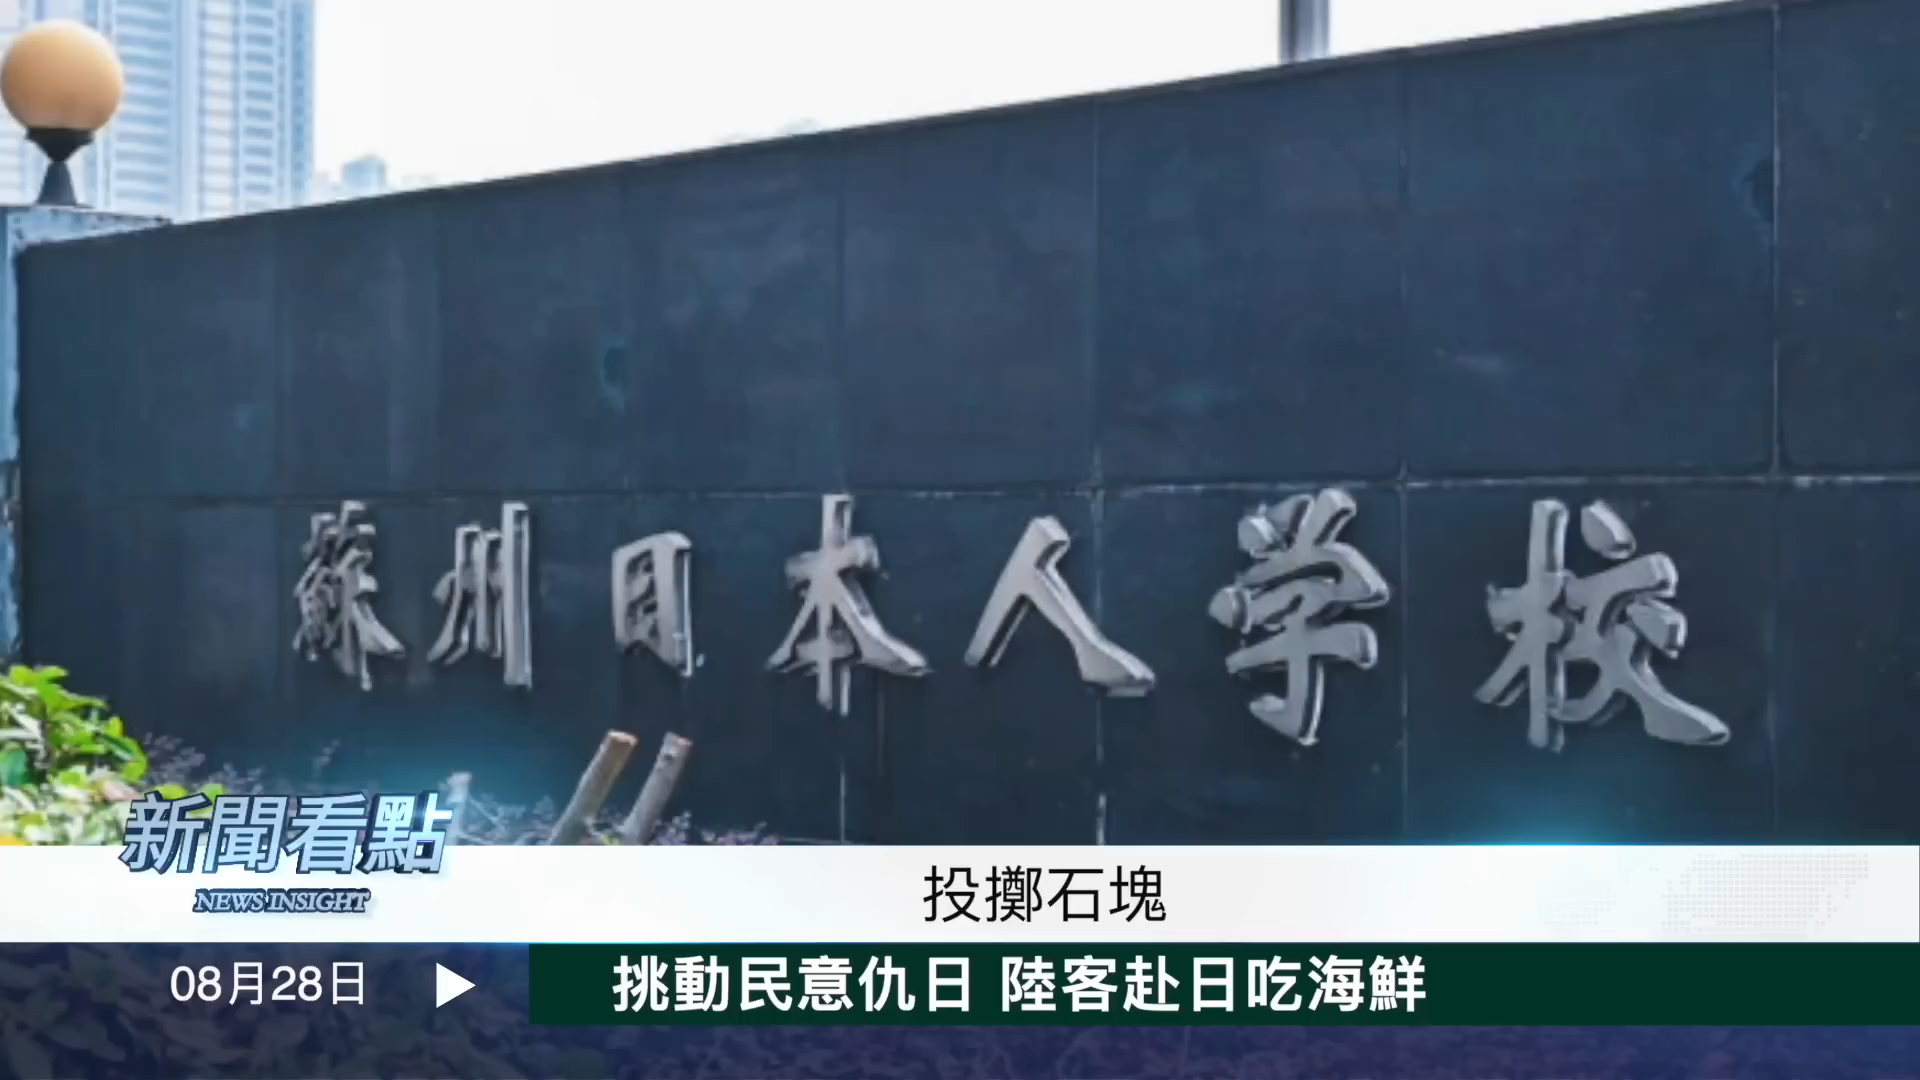 蘇州日本人学校
新聞看點
NEWS INSIGHT
投擲石塊
08月28日
挑動民意仇日 陸客赴日吃海鮮